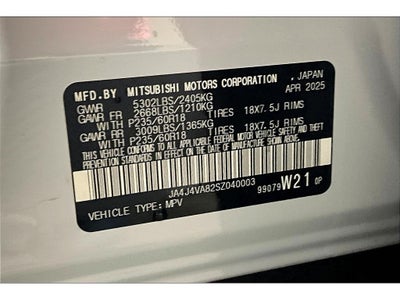 MFD.BY MITSUBISHI MOTORS CORPORATION , JAPAN
GVWR 5302LBS/2405KG APR 2025
GAWR FR 2668LBS/1210KG
WITH P235/60R18 TIRES 18X7.5J RIMS
GAWR RR 3009LBS/1365KG
WITH P235/60R18 TIRES 18X7.5J RIMS
THIS VEHICLE CONFORMS TO ALL APPLICABLE FEDERAL MOTOR VEHICLE SAFETY AND THEFT PREVENTION STANDARDS IN EFFECT ON THE DATE OF MANUFACTURE SHOWN ABOVE.
JA4J4VA82SZ040003
VEHICLE TYPE: MPV 99079 W21 OP